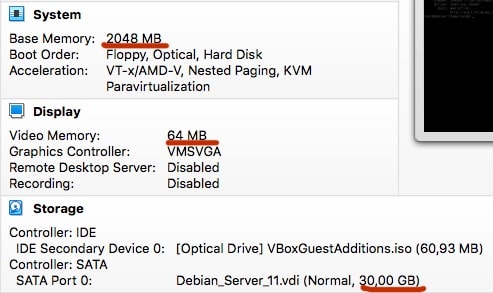 System
Base Memory: 2048 MB
Boot Order: Floppy, Optical, Hard Disk
Acceleration: VT-x/AMD-V, Nested Paging, KVM
Paravirtualization
Display
Video Memory: 64 MB
Graphics Controller: VMSVGA
Remote Desktop Server: Disabled
Recording: Disabled
Storage
Controller: IDE
IDE Secondary Device 0: [Optical Drive] VBoxGuestAdditions.iso (60,93 MB)
Controller: SATA
SATA Port 0: Debian_Server_11.vdi (Normal, 30,00 GB)